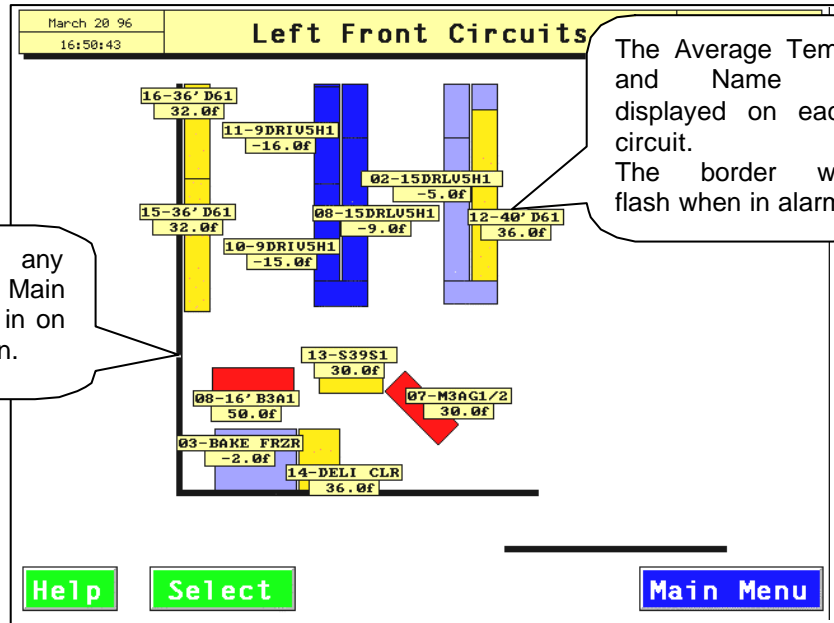 March 20 96
16:50:43
Left Front Circuits
The Average Tem
and Name
displayed on eac
circuit.
The border w
flash when in alarm
16-36' D61
32.0f
11-9DRIV5H1
-16.0f
02-15DRLV5H1
-5.0f
15-36' D61
32.0f
08-15DRLV5H1
-9.0f
12-40' D61
36.0f
10-9DRIV5H1
-15.0f
any
Main
in on
n.
13-S39S1
30.0f
08-16' B3A1
50.0f
07-M3AG1/2
30.0f
03-BAKE FRZR
-2.0f
14-DELI CLR
36.0f
Help
Select
Main Menu